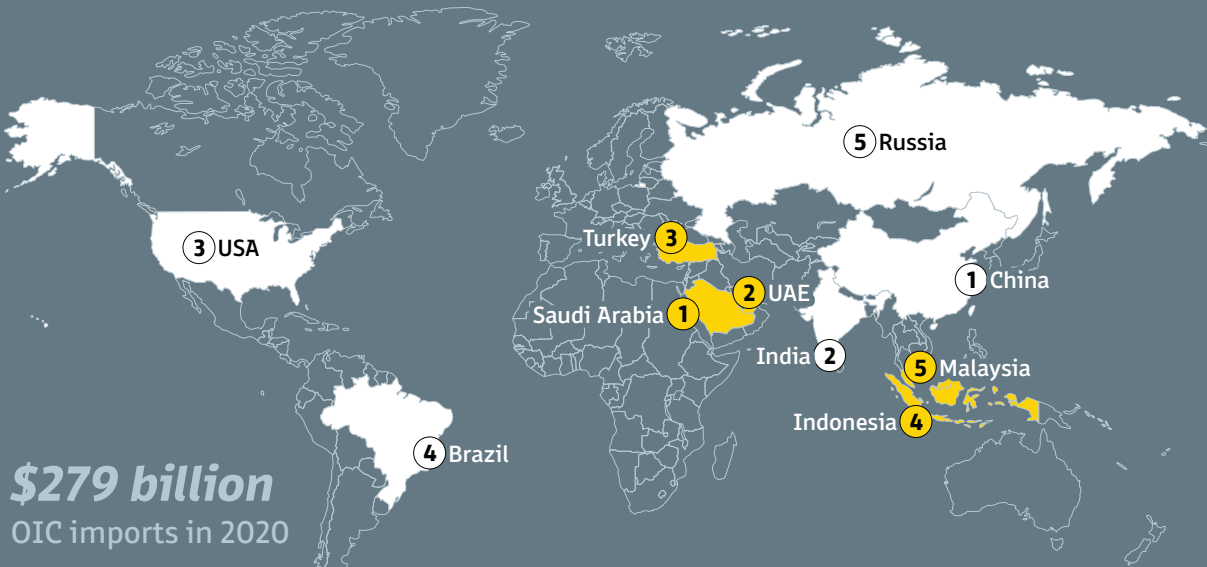 5 Russia
3 USA
Turkey 3
1 China
2 UAE
Saudi Arabia 1
India 2
5 Malaysia
Indonesia 4
4 Brazil
$279 billion
OIC imports in 2020